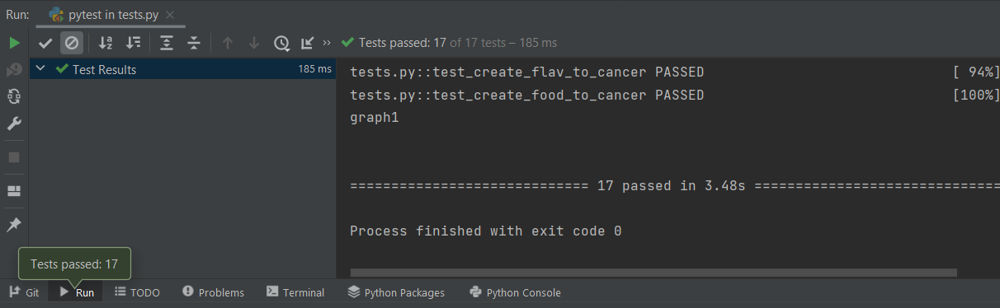 Run: pytest in tests.py
Tests passed: 17 of 17 tests – 185 ms
Test Results 185 ms
tests.py::test_create_flav_to_cancer PASSED [ 94%]
tests.py::test_create_food_to_cancer PASSED [100%]
graph1
============================= 17 passed in 3.48s ==============================
Process finished with exit code 0
Tests passed: 17
Git Run TODO Problems Terminal Python Packages Python Console